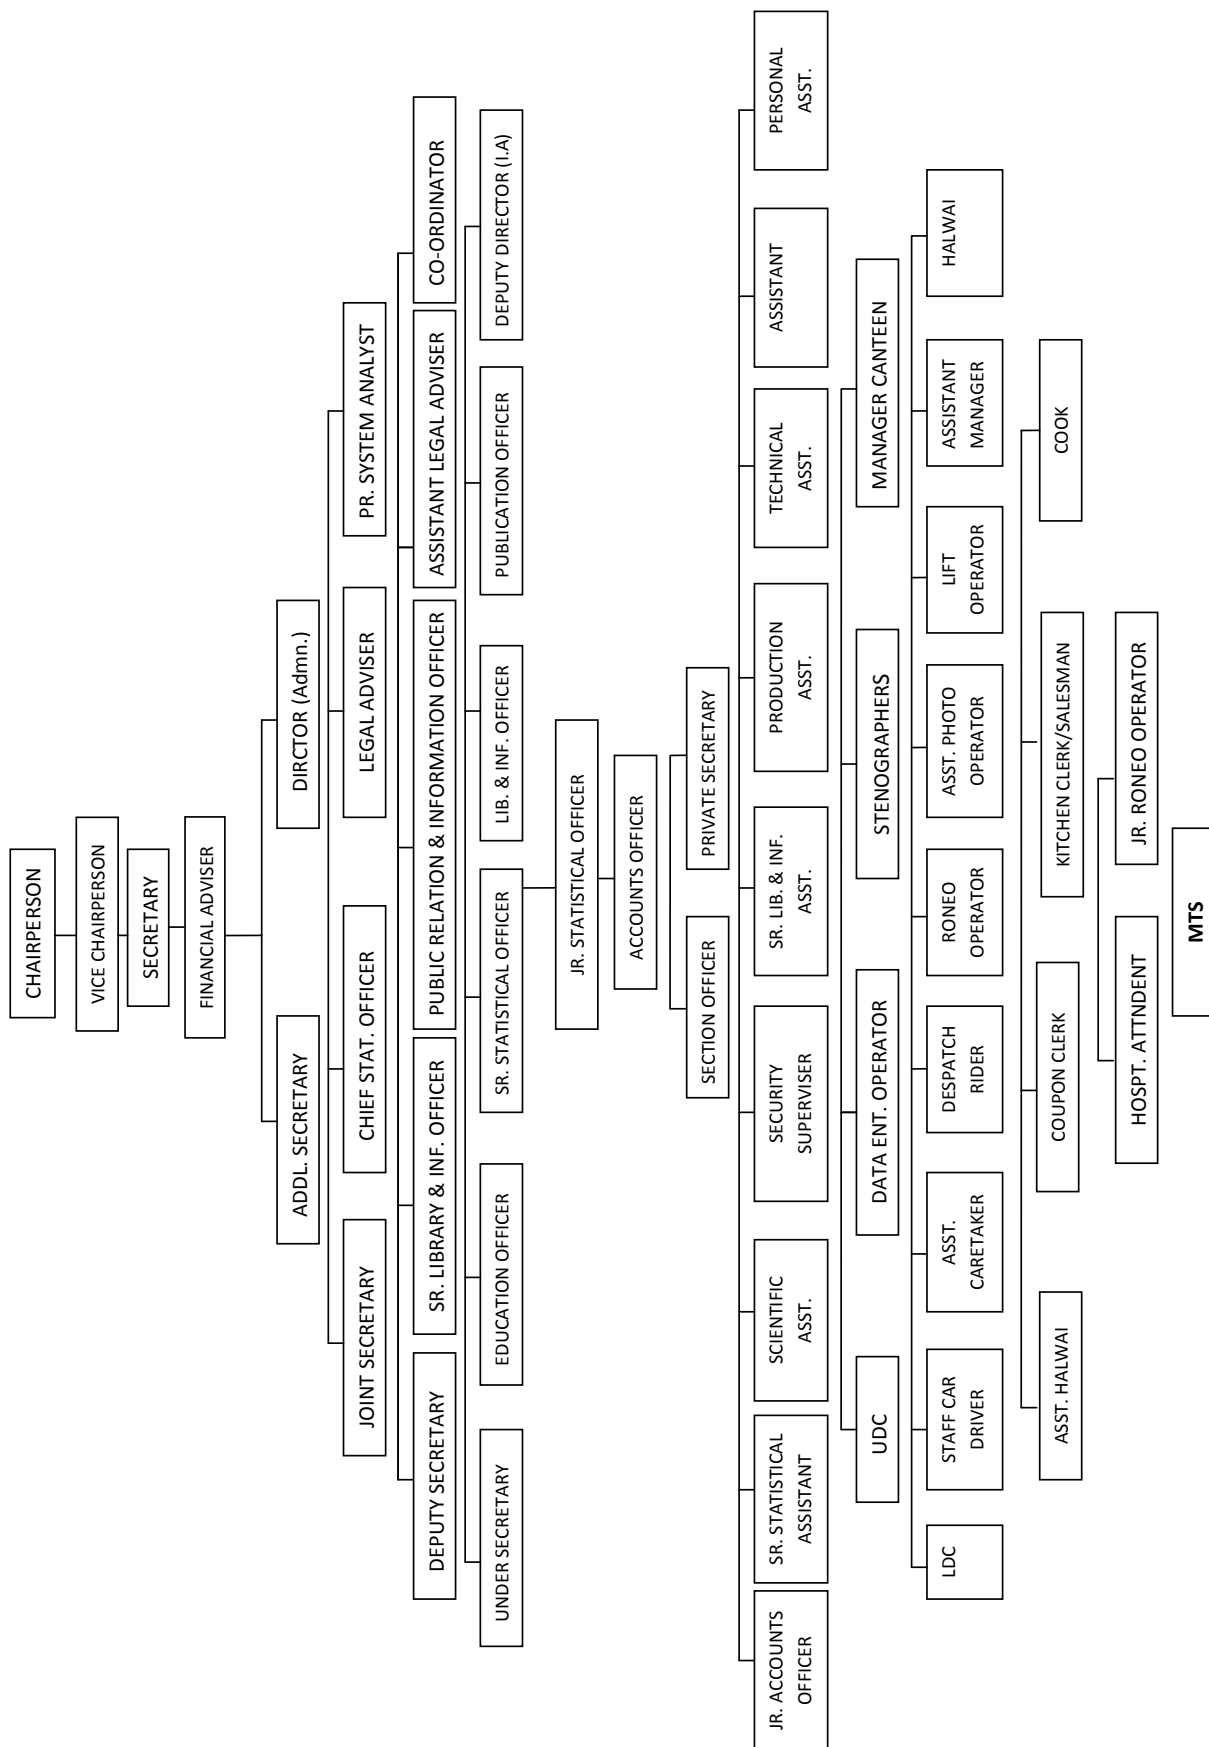 CHAIRPERSON
VICE CHAIRPERSON
SECRETARY
FINANCIAL ADVISER
ADDL. SECRETARY
DIRCTOR (Admn.)
JOINT SECRETARY
CHIEF STAT. OFFICER
LEGAL ADVISER
PR. SYSTEM ANALYST
DEPUTY SECRETARY
SR. LIBRARY & INF. OFFICER
PUBLIC RELATION & INFORMATION OFFICER
ASSISTANT LEGAL ADVISER
CO-ORDINATOR
UNDER SECRETARY
EDUCATION OFFICER
SR. STATISTICAL OFFICER
LIB. & INF. OFFICER
PUBLICATION OFFICER
DEPUTY DIRECTOR (I.A)
JR. STATISTICAL OFFICER
ACCOUNTS OFFICER
SECTION OFFICER
PRIVATE SECRETARY
JR. ACCOUNTS
OFFICER
SR. STATISTICAL
ASSISTANT
SCIENTIFIC
ASST.
SECURITY
SUPERVISER
SR. LIB. & INF.
ASST.
PRODUCTION
ASST.
TECHNICAL
ASST.
ASSISTANT
PERSONAL
ASST.
UDC
DATA ENT. OPERATOR
STENOGRAPHERS
MANAGER CANTEEN
LDC
STAFF CAR
DRIVER
ASST.
CARETAKER
DESPATCH
RIDER
RONEO
OPERATOR
ASST. PHOTO
OPERATOR
LIFT
OPERATOR
ASSISTANT
MANAGER
HALWAI
ASST. HALWAI
COUPON CLERK
KITCHEN CLERK/SALESMAN
COOK
HOSPT. ATTNDENT
JR. RONEO OPERATOR
MTS